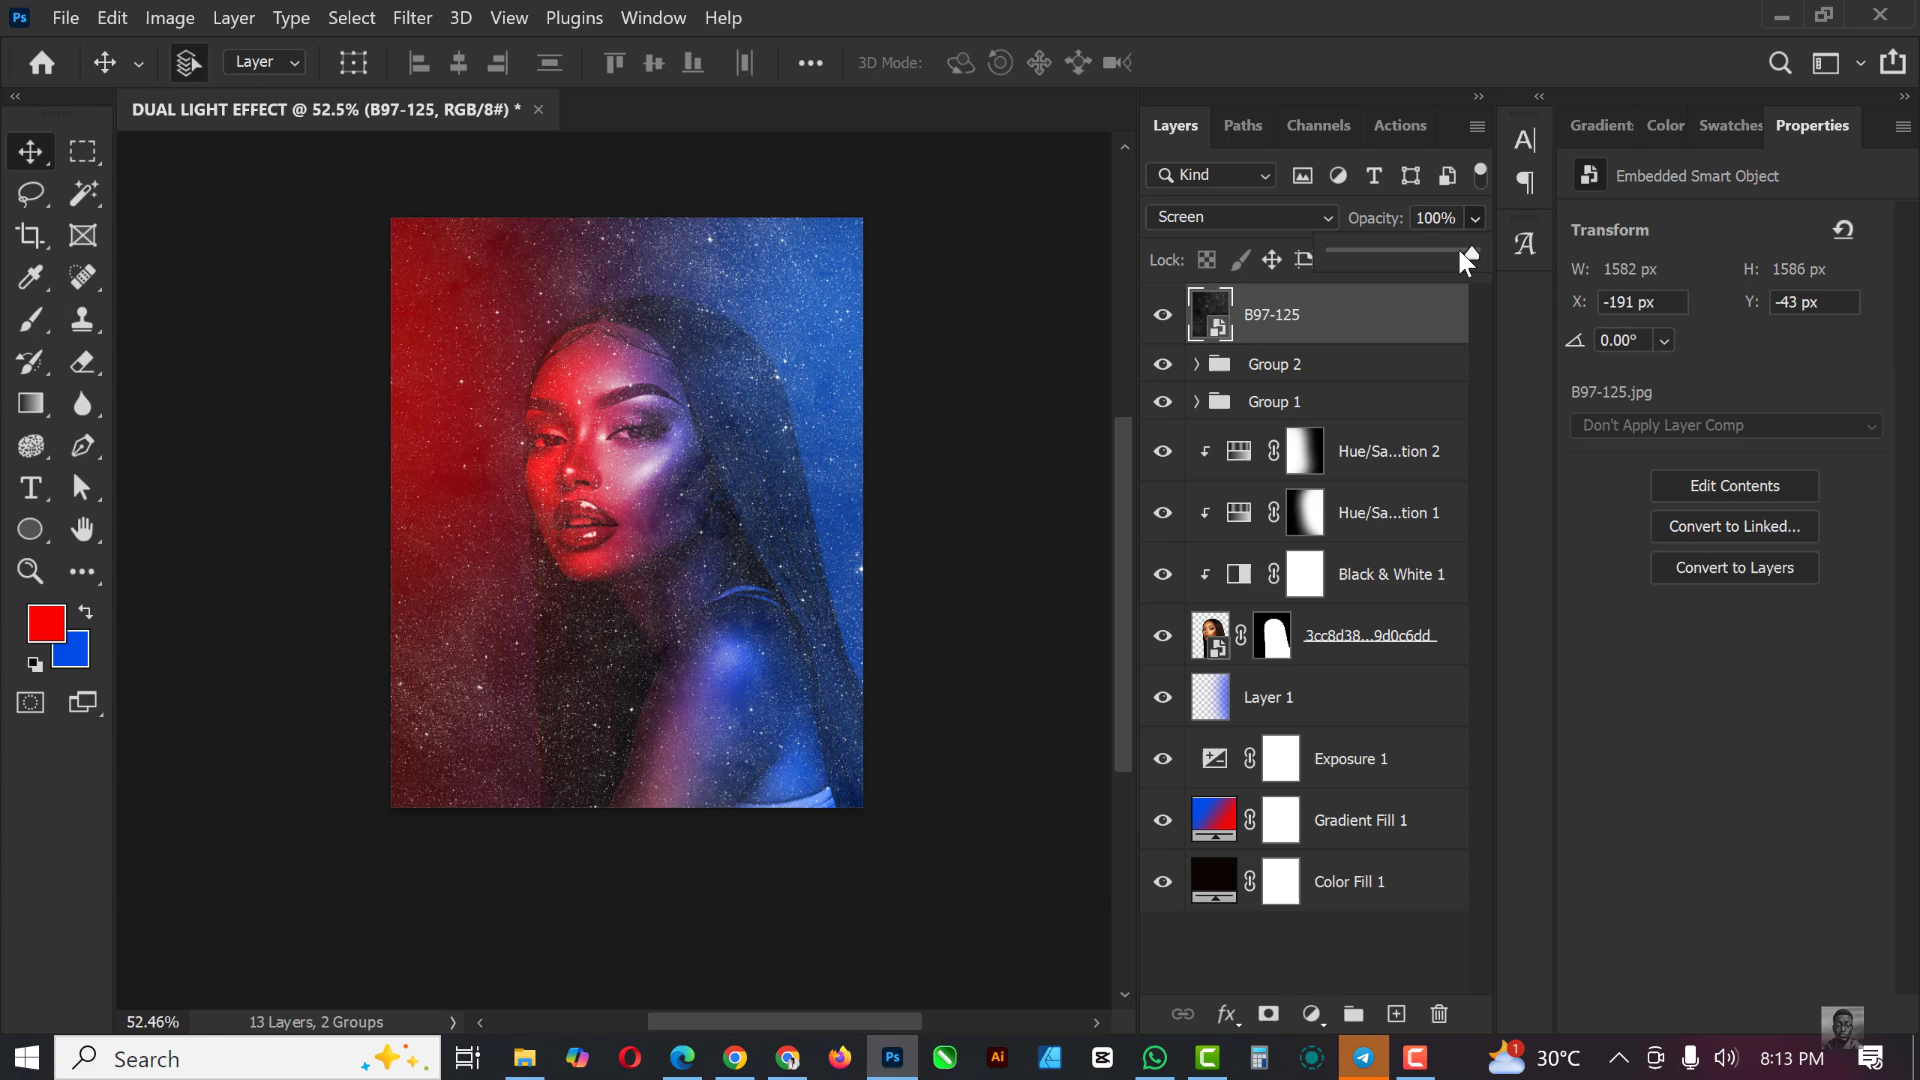 Ps File Edit Image Layer Type Select Filter 3D View Plugins Window Help
Layer 3D Mode:
DUAL LIGHT EFFECT @ 52.5% (B97-125, RGB/8#) *
Layers Paths Channels Actions
Kind
Screen Opacity: 100%
Lock:
B97-125
Group 2
Group 1
Hue/Sa...tion 2
Hue/Sa...tion 1
Black & White 1
3cc8d38...9d0c6dd
Layer 1
Exposure 1
Gradient Fill 1
Color Fill 1
Gradient Color Swatches Properties
Embedded Smart Object
Transform
W: 1582 px H: 1586 px
X: -191 px Y: -43 px
0.00°
B97-125.jpg
Don't Apply Layer Comp
Edit Contents
Convert to Linked...
Convert to Layers
52.46% 13 Layers, 2 Groups
Search
Ps Ai
1 30°C 8:13 PM